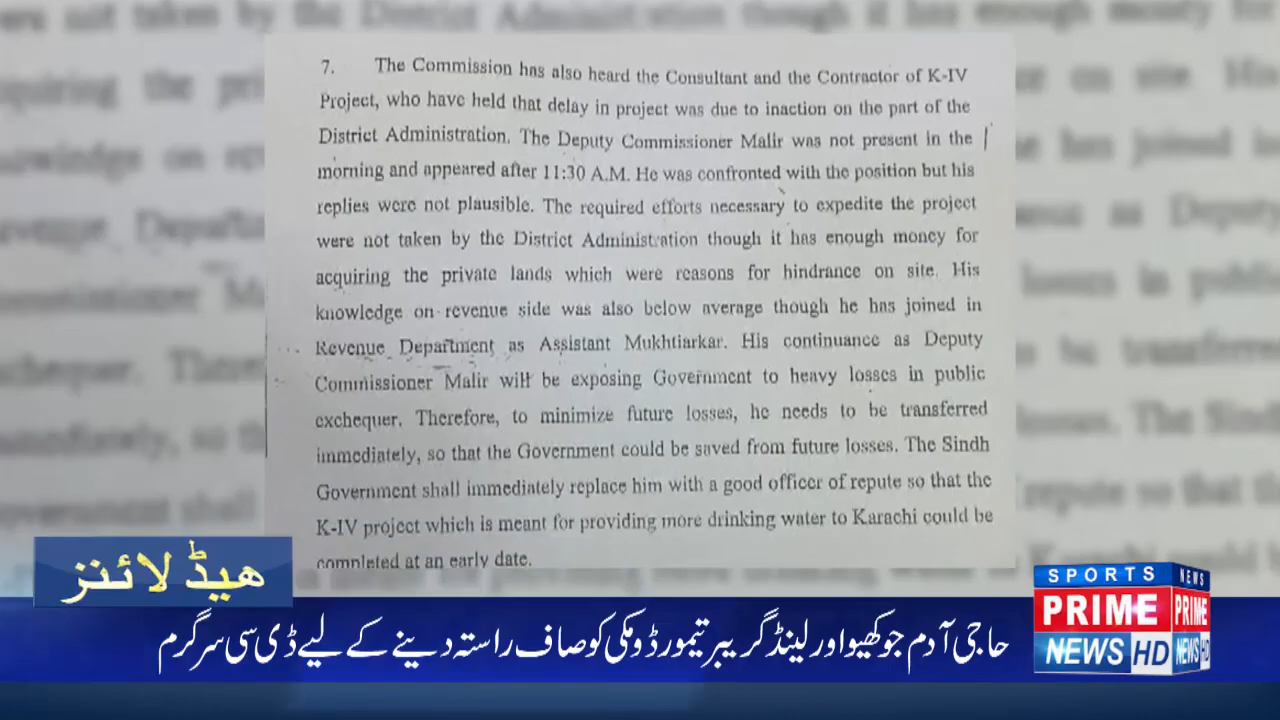 7. The Commission has also heard the Consultant and the Contractor of K-IV
Project, who have held that delay in project was due to inaction on the part of the
District Administration. The Deputy Commissioner Malir was not present in the
morning and appeared after 11:30 A.M. He was confronted with the position but his
replies were not plausible. The required efforts necessary to expedite the project
were not taken by the District Administration though it has enough money for
acquiring the private lands which were reasons for hindrance on site. His
knowledge on revenue side was also below average though he has joined in
Revenue Department as Assistant Mukhtiarkar. His continuance as Deputy
Commissioner Malir will be exposing Government to heavy losses in public
exchequer. Therefore, to minimize future losses, he needs to be transferred
immediately, so that the Government could be saved from future losses. The Sindh
Government shall immediately replace him with a good officer of repute so that the
K-IV project which is meant for providing more drinking water to Karachi could be
completed at an early date.
ھیڈ لائنز
حاجی آدم جوکھیو اور لینڈ گریبر تیمور ڈومکی کو صاف راستہ دینے کے لیے ڈی سی سرگرم
SPORTS NEWS
PRIME PRIME
NEWS HD NEWS HD